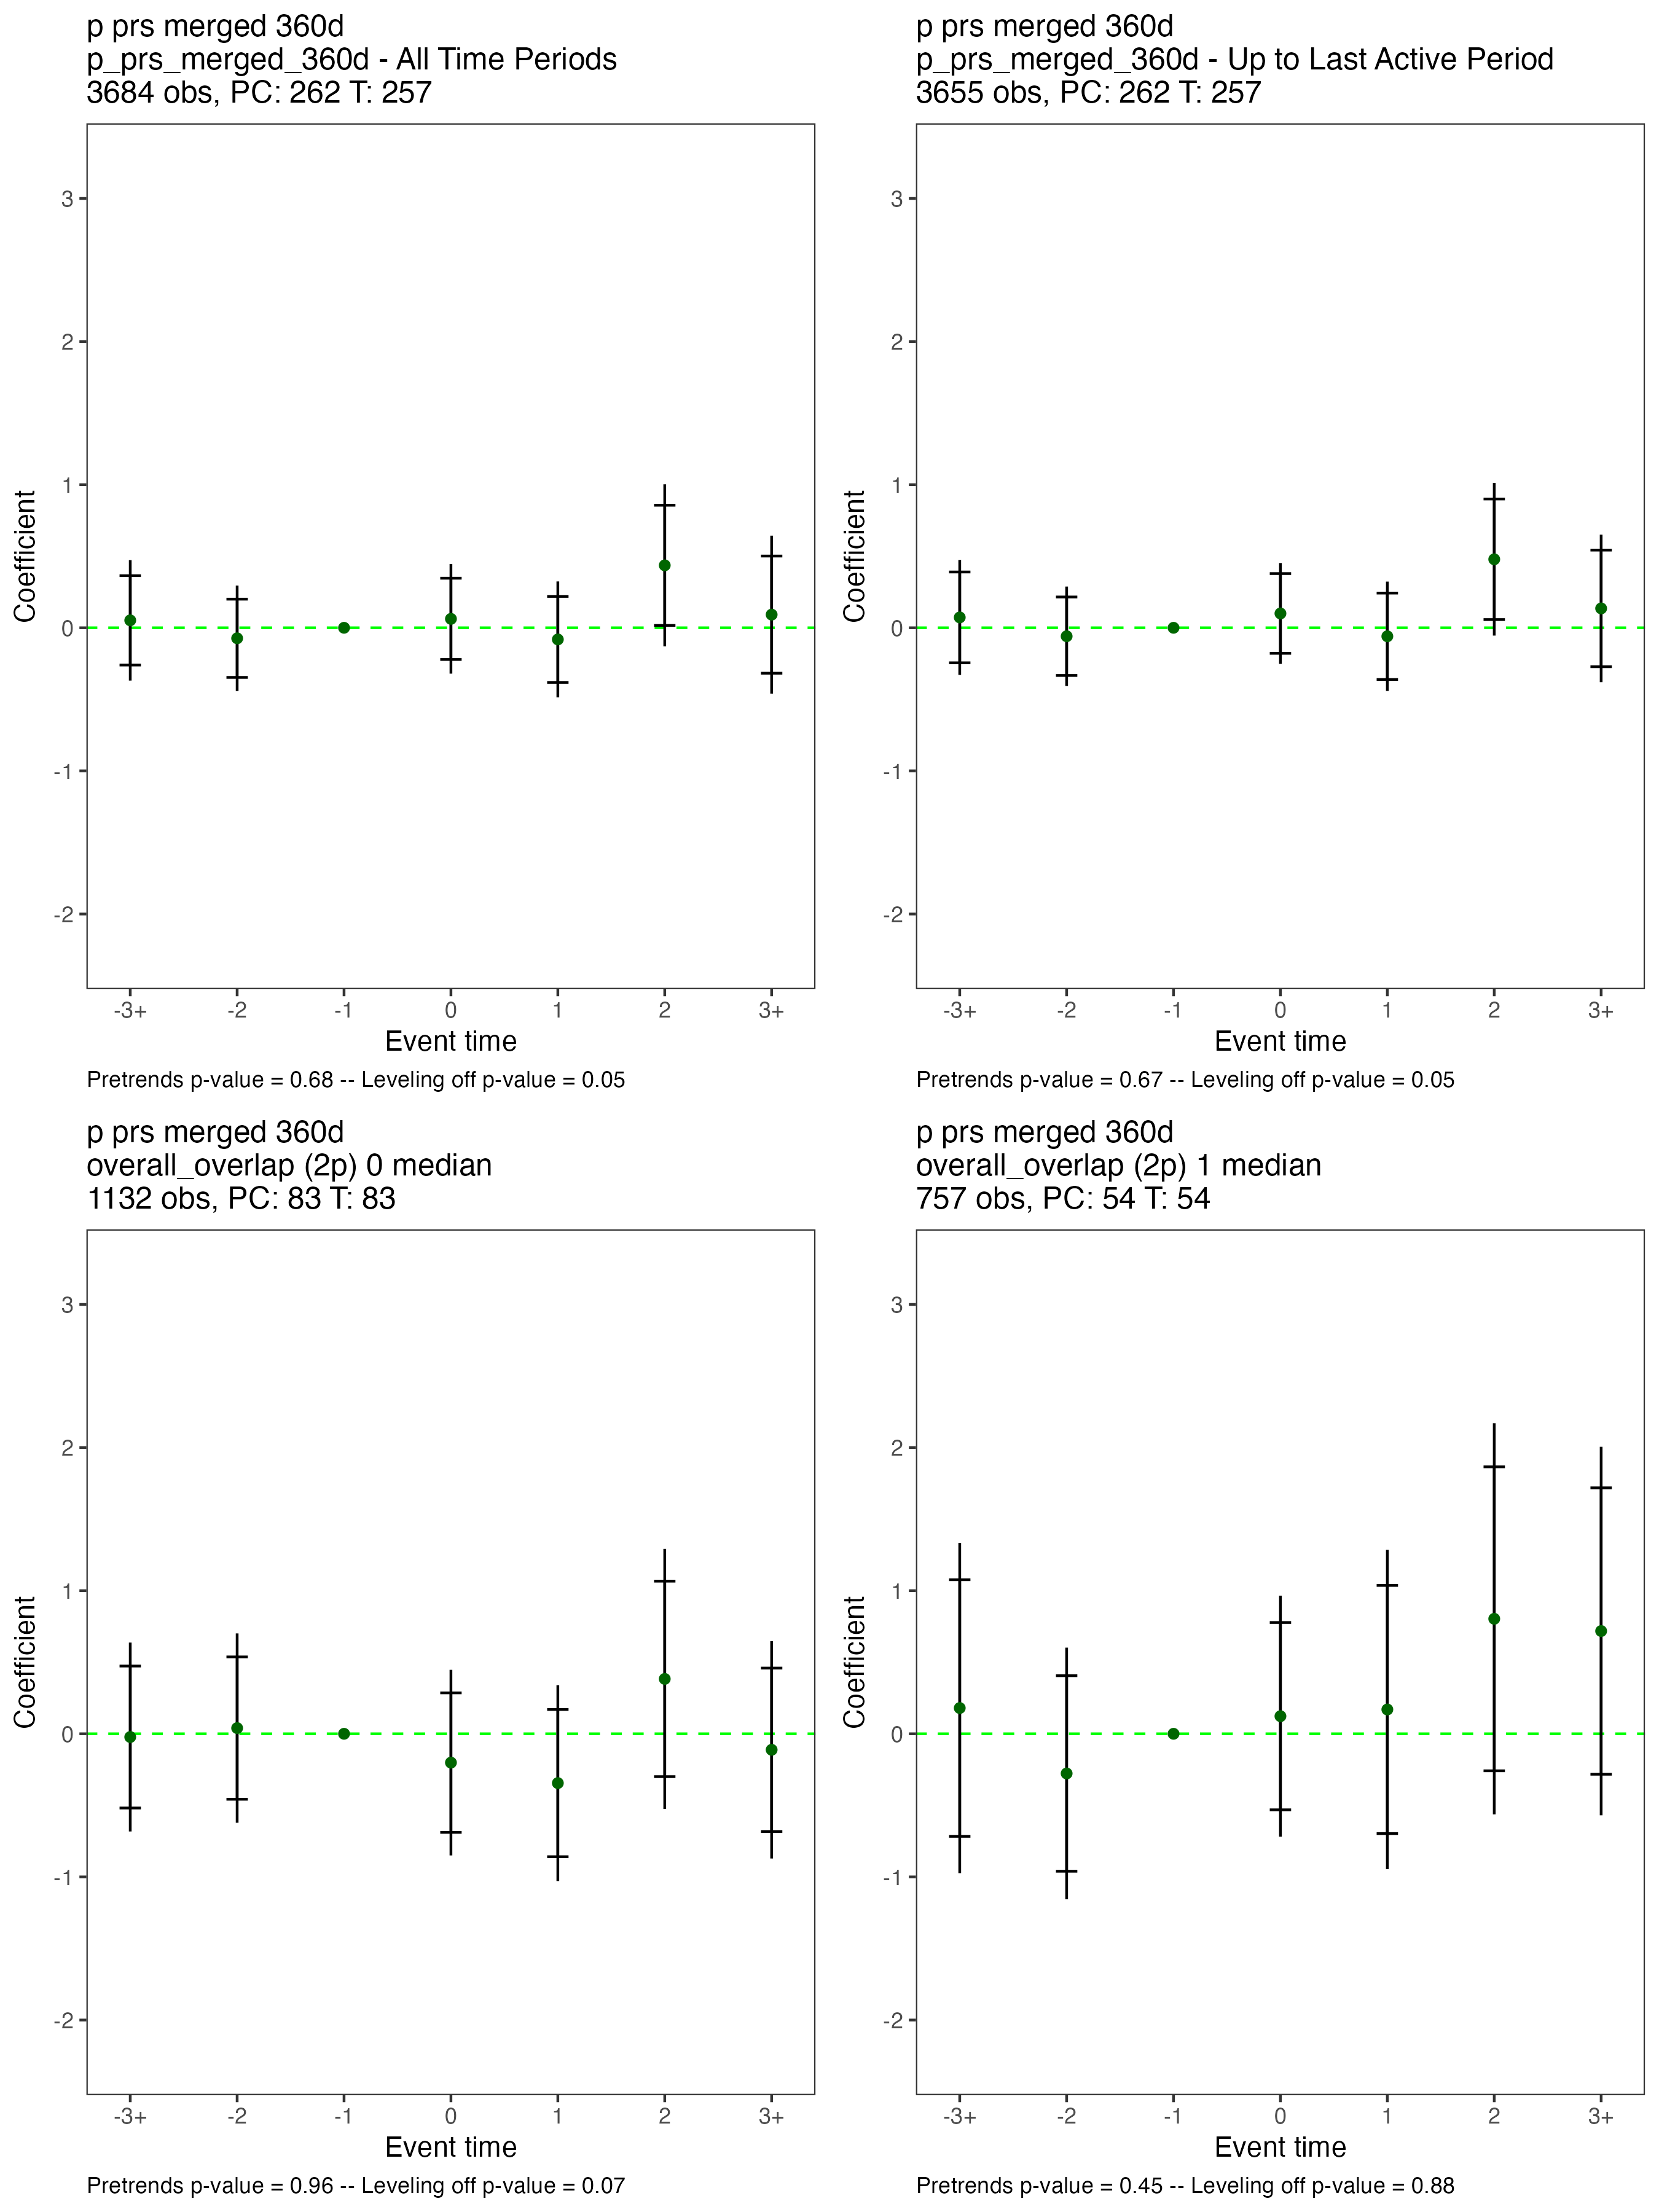 p prs merged 360d
p_prs_merged_360d - All Time Periods
3684 obs, PC: 262 T: 257
3
2
1
0
-1
-2
Coefficient
-3+ -2 -1 0 1 2 3+
Event time
Pretrends p-value = 0.68 -- Leveling off p-value = 0.05
p prs merged 360d
p_prs_merged_360d - Up to Last Active Period
3655 obs, PC: 262 T: 257
3
2
1
0
-1
-2
Coefficient
-3+ -2 -1 0 1 2 3+
Event time
Pretrends p-value = 0.67 -- Leveling off p-value = 0.05
p prs merged 360d
overall_overlap (2p) 0 median
1132 obs, PC: 83 T: 83
3
2
1
0
-1
-2
Coefficient
-3+ -2 -1 0 1 2 3+
Event time
Pretrends p-value = 0.96 -- Leveling off p-value = 0.07
p prs merged 360d
overall_overlap (2p) 1 median
757 obs, PC: 54 T: 54
3
2
1
0
-1
-2
Coefficient
-3+ -2 -1 0 1 2 3+
Event time
Pretrends p-value = 0.45 -- Leveling off p-value = 0.88